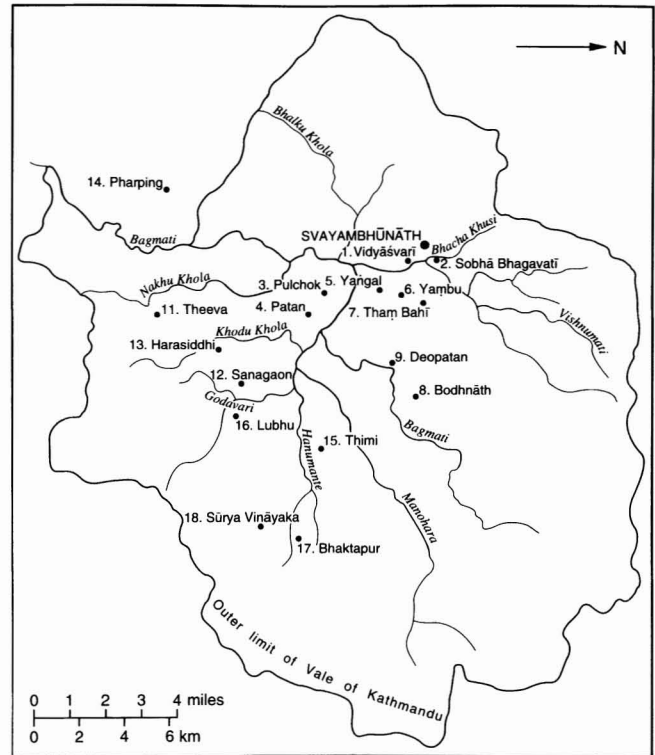 N
Bhalku Khola
14. Pharping
Bagmati
SVAYAMBHŪNĀTH
1. Vidyāśvarī
Bhacha Khusi
2. Sobhā Bhagavatī
Nakhu Khola
3. Pulchok
5. Yaṅgal
6. Yaṃbu
11. Theeva
4. Patan
7. Thaṃ Bahī
Vishnumati
Khodu Khola
13. Harasiddhi
9. Deopatan
12. Sanagaon
8. Bodhnāth
Godavari
16. Lubhu
Bagmati
Hanumante
15. Thimi
Manohara
18. Sūrya Vināyaka
17. Bhaktapur
Outer limit of Vale of Kathmandu
0 1 2 3 4 miles
0 2 4 6 km